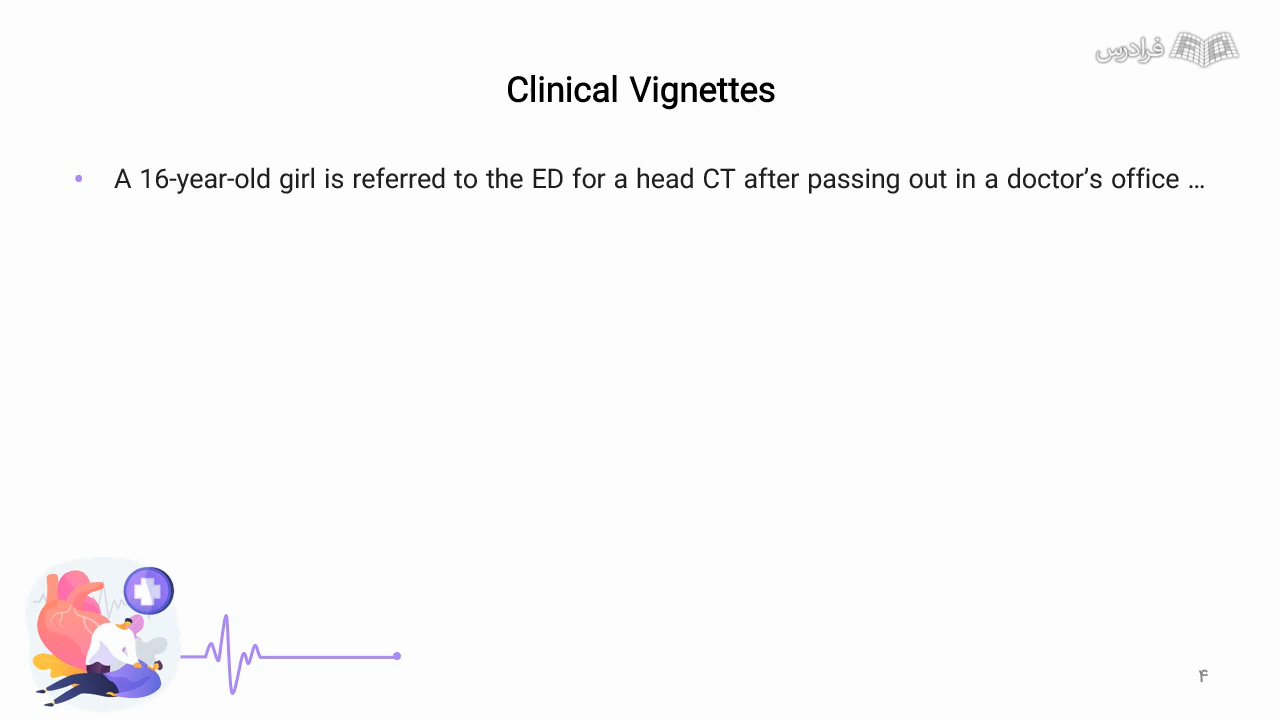 فرادرس
Clinical Vignettes
• A 16-year-old girl is referred to the ED for a head CT after passing out in a doctor’s office ...
۴